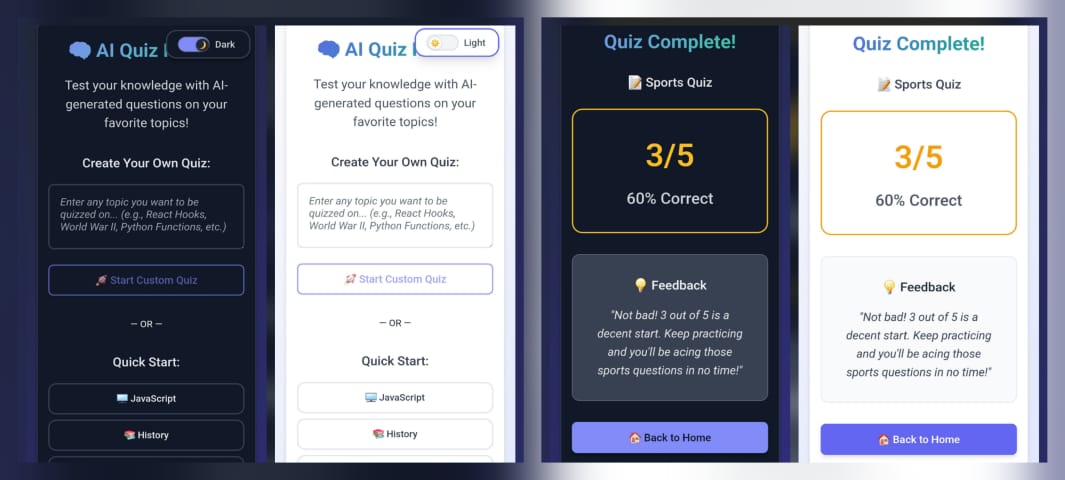 🧠 AI Quiz
Dark
Test your knowledge with AI-
generated questions on your
favorite topics!
Create Your Own Quiz:
Enter any topic you want to be
quizzed on... (e.g., React Hooks,
World War II, Python Functions, etc.)
🚀 Start Custom Quiz
— OR —
Quick Start:
💻 JavaScript
📚 History
🧠 AI Quiz
Light
Test your knowledge with AI-
generated questions on your
favorite topics!
Create Your Own Quiz:
Enter any topic you want to be
quizzed on... (e.g., React Hooks,
World War II, Python Functions, etc.)
🚀 Start Custom Quiz
— OR —
Quick Start:
💻 JavaScript
📚 History
Quiz Complete!
📝 Sports Quiz
3/5
60% Correct
💡 Feedback
"Not bad! 3 out of 5 is a
decent start. Keep practicing
and you'll be acing those
sports questions in no time!"
🏠 Back to Home
Quiz Complete!
📝 Sports Quiz
3/5
60% Correct
💡 Feedback
"Not bad! 3 out of 5 is a
decent start. Keep practicing
and you'll be acing those
sports questions in no time!"
🏠 Back to Home